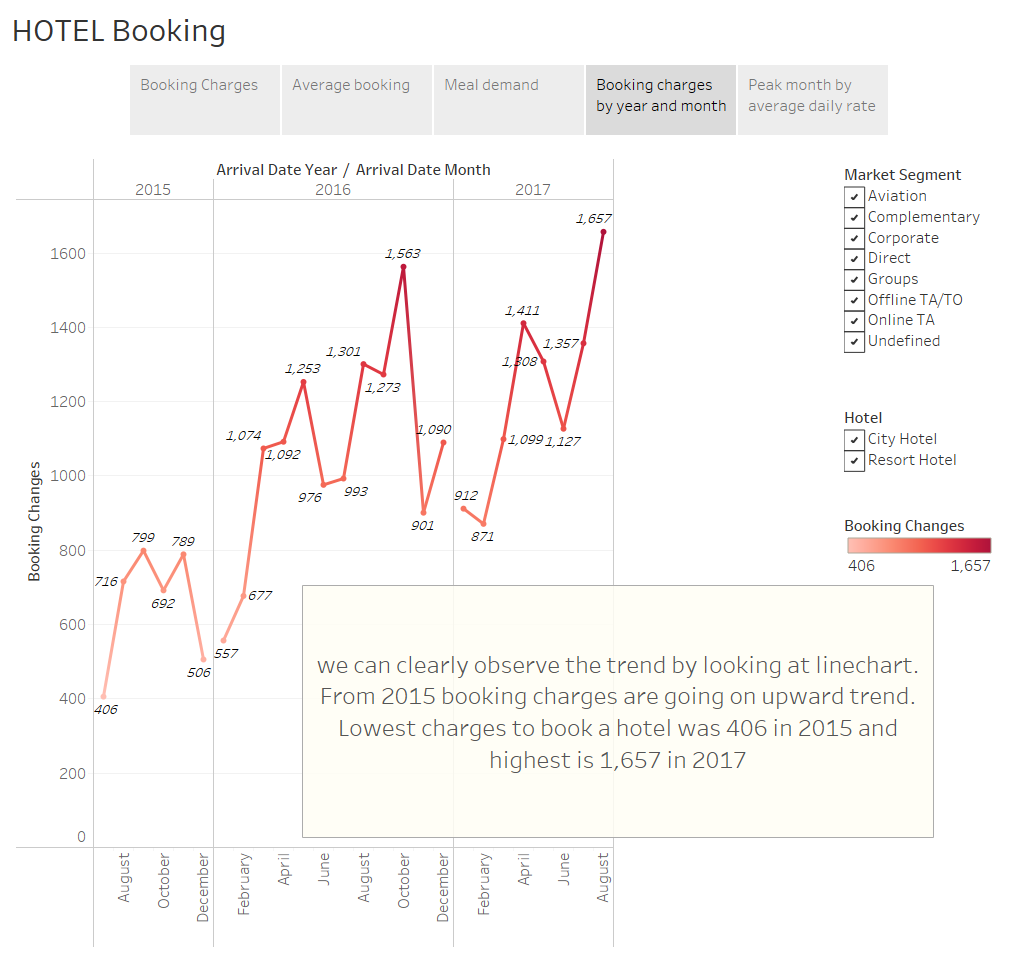 HOTEL Booking
Booking Charges
Average booking
Meal demand
Booking charges
by year and month
Peak month by
average daily rate
Arrival Date Year / Arrival Date Month
2015
2016
2017
Booking Changes
1600
1400
1200
1000
800
600
400
200
0
406
716
799
692
789
506
557
677
1,074
1,092
1,253
976
993
1,301
1,273
1,563
901
1,090
912
871
1,099
1,411
1,308
1,127
1,357
1,657
August
October
December
February
April
June
August
October
December
February
April
June
August
we can clearly observe the trend by looking at linechart.
From 2015 booking charges are going on upward trend.
Lowest charges to book a hotel was 406 in 2015 and
highest is 1,657 in 2017
Market Segment
Aviation
Complementary
Corporate
Direct
Groups
Offline TA/TO
Online TA
Undefined
Hotel
City Hotel
Resort Hotel
Booking Changes
406
1,657